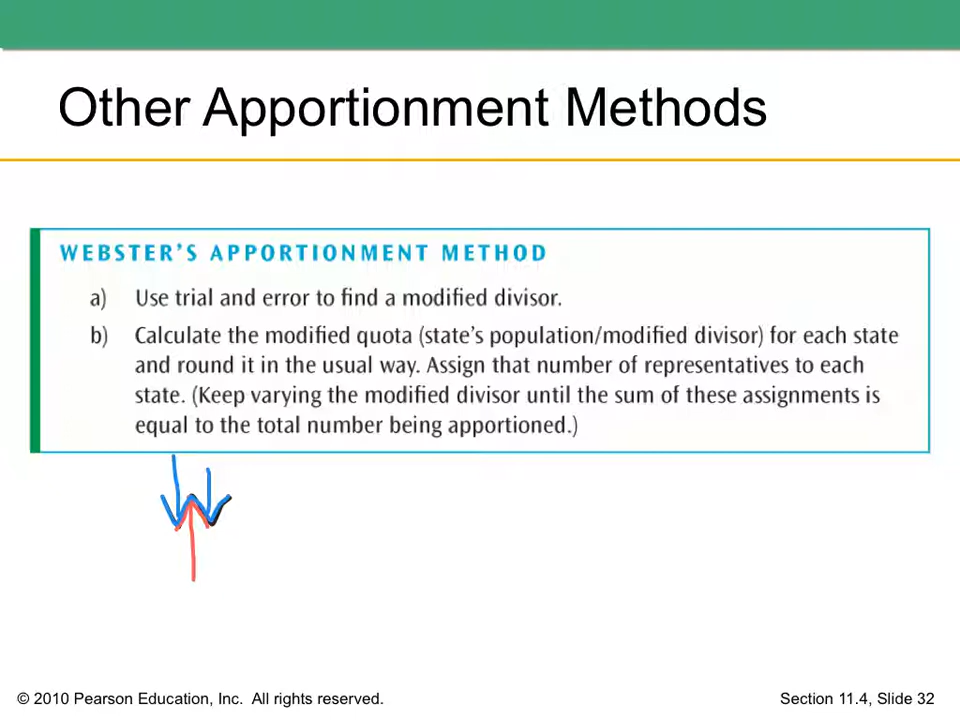 Other Apportionment Methods
WEBSTER'S APPORTIONMENT METHOD
a) Use trial and error to find a modified divisor.
b) Calculate the modified quota (state's population/modified divisor) for each state
and round it in the usual way. Assign that number of representatives to each
state. (Keep varying the modified divisor until the sum of these assignments is
equal to the total number being apportioned.)
© 2010 Pearson Education, Inc. All rights reserved.
Section 11.4, Slide 32